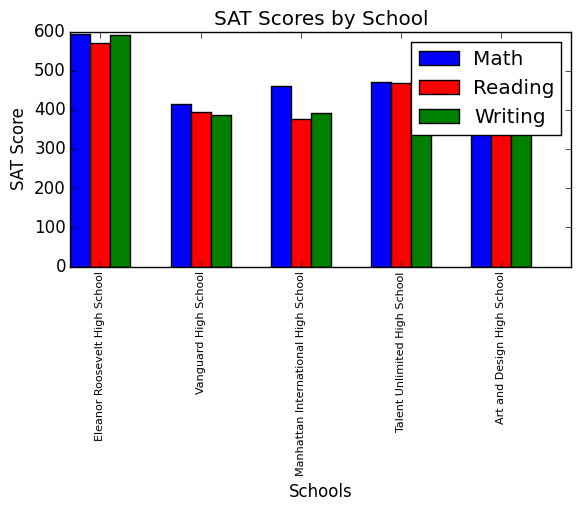 SAT Scores by School
600
500
400
300
200
100
0
SAT Score
Math
Reading
Writing
Eleanor Roosevelt High School
Vanguard High School
Manhattan International High School
Talent Unlimited High School
Art and Design High School
Schools